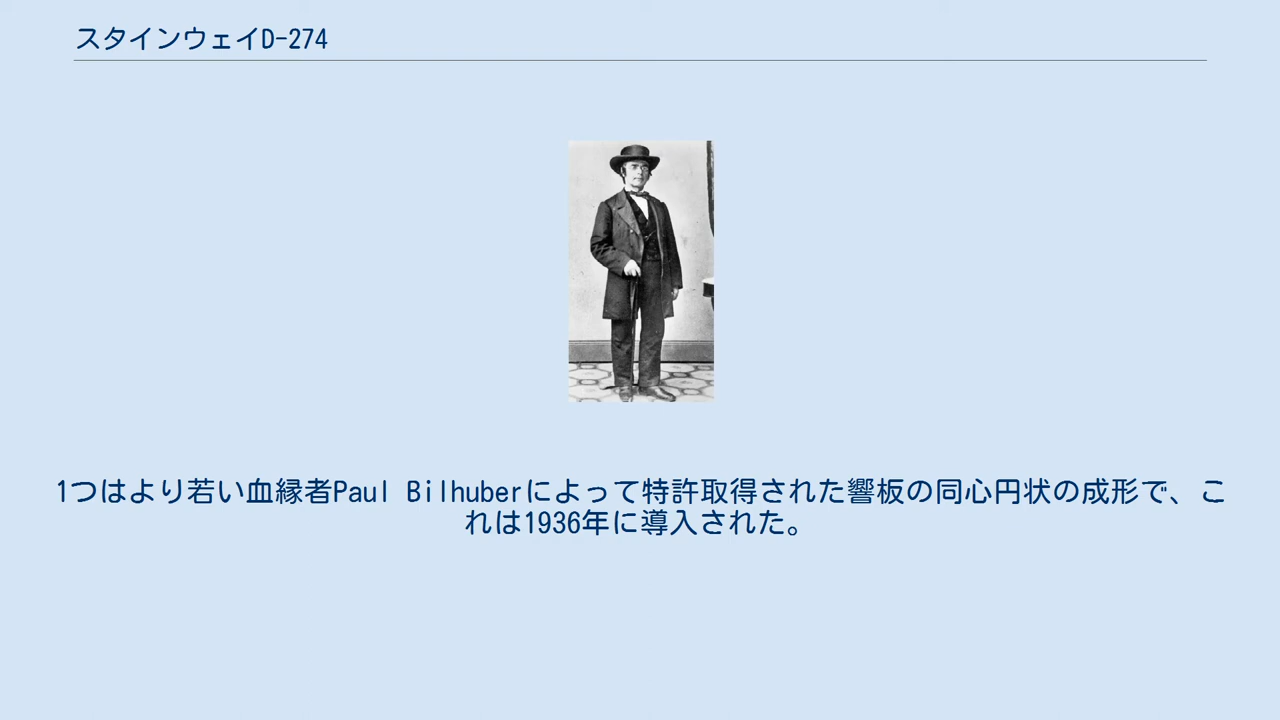 スタインウェイD-274
1つはより若い血縁者Paul Bilhuberによって特許取得された響板の同心円状の成形で、こ
れは1936年に導入された。